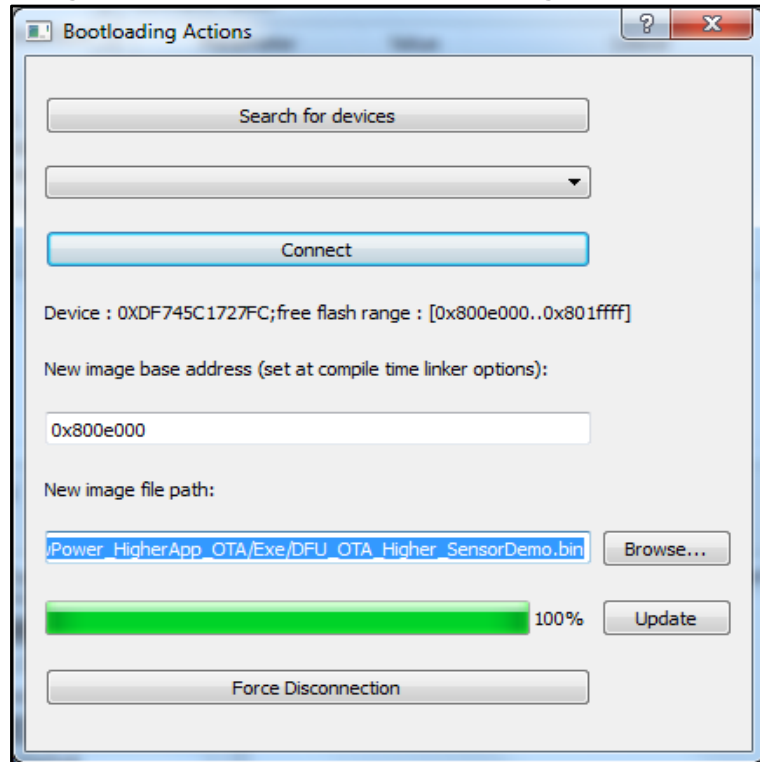 Bootloading Actions
Search for devices
Connect
Device : 0XDF745C1727FC;free flash range : [0x800e000..0x801ffff]
New image base address (set at compile time linker options):
0x800e000
New image file path:
Power_HigherApp_OTA/Exe/DFU_OTA_Higher_SensorDemo.bin Browse...
100% Update
Force Disconnection